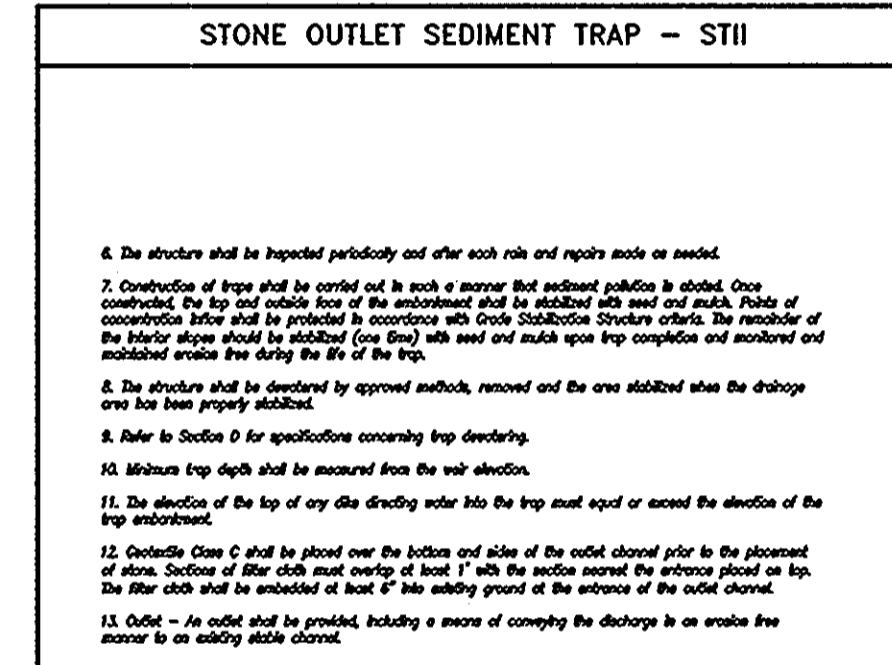 STONE OUTLET SEDIMENT TRAP – STII
6. The structure shall be inspected periodically and after each rain and repairs made as needed.
7. Construction of traps shall be carried out in such a manner that sediment pollution is abated. Once
constructed, the top and outside face of the embankment shall be stabilized with seed and mulch. Points of
concentration inflow shall be protected in accordance with Grade Stabilization Structure criteria. The remainder of
the interior slopes should be stabilized (one time) with seed and mulch upon trap completion and monitored and
maintained erosion free during the life of the trap.
8. The structure shall be dewatered by approved methods, removed and the area stabilized when the drainage
area has been properly stabilized.
9. Refer to Section D for specifications concerning trap dewatering.
10. Minimum trap depth shall be measured from the weir elevation.
11. The elevation of the top of any dike directing water into the trap must equal or exceed the elevation of the
trap embankment.
12. Geotextile Class C shall be placed over the bottom and sides of the outlet channel prior to the placement
of stone. Sections of filter cloth must overlap at least 1' with the section nearest the entrance placed on top.
The filter cloth shall be embedded at least 6" into existing ground at the entrance of the outlet channel.
13. Outlet – An outlet shall be provided, including a means of conveying the discharge in an erosion free
manner to an existing stable channel.